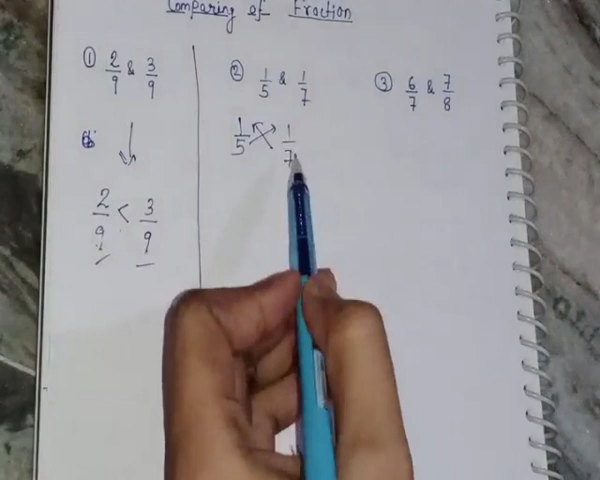 Comparing of Fraction
① 2/9 & 3/9
2/9 < 3/9
② 1/5 & 1/7
1/5 1/7
③ 6/7 & 7/8